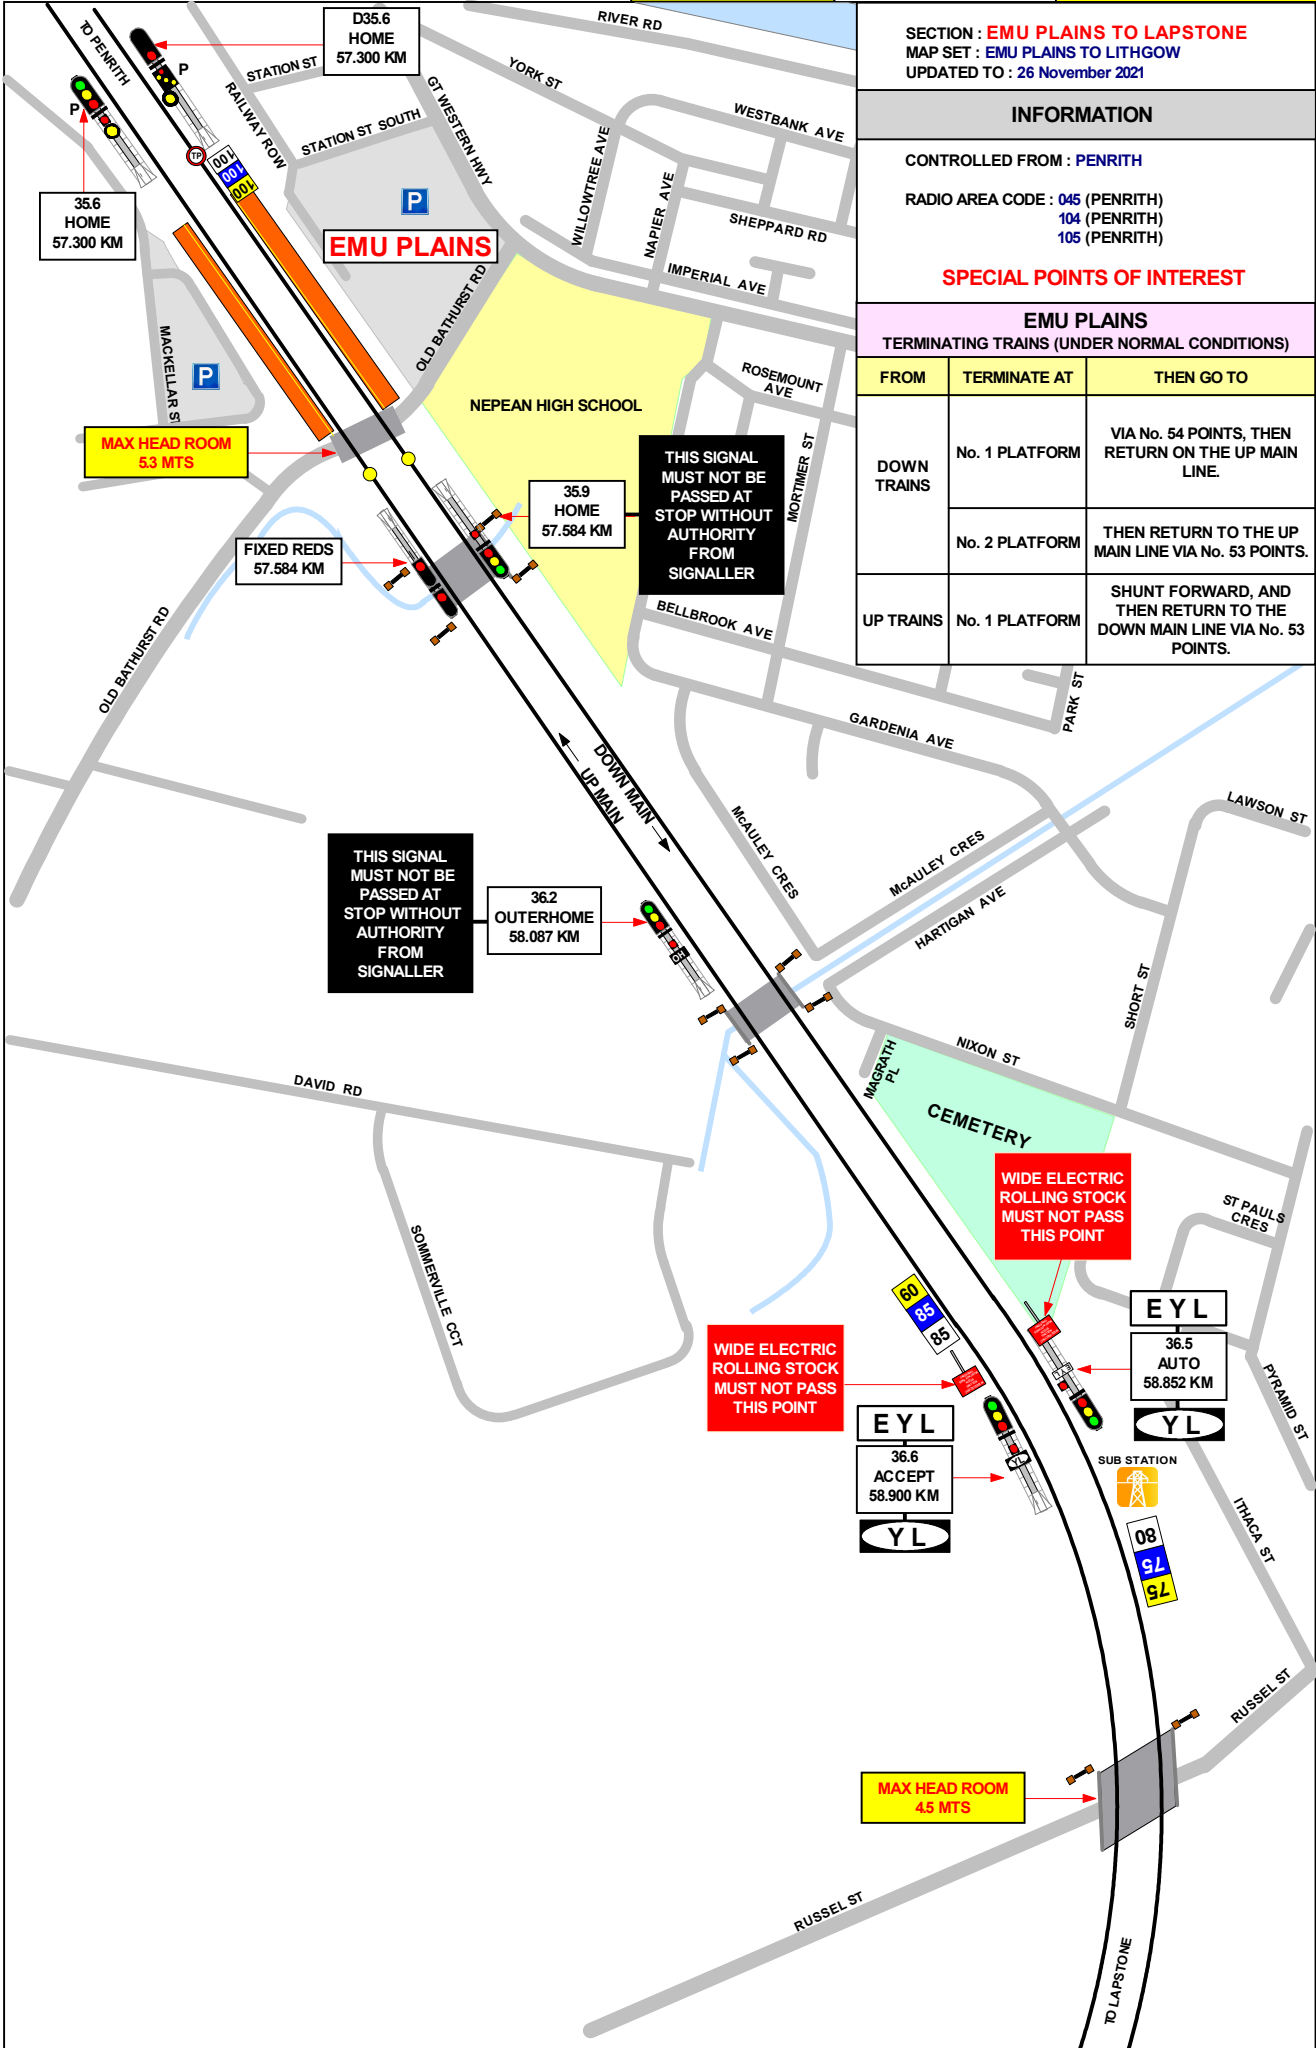 SECTION : EMU PLAINS TO LAPSTONE
MAP SET : EMU PLAINS TO LITHGOW
UPDATED TO : 26 November 2021
INFORMATION
CONTROLLED FROM : PENRITH
RADIO AREA CODE : 045 (PENRITH)
104 (PENRITH)
105 (PENRITH)
SPECIAL POINTS OF INTEREST
EMU PLAINS
TERMINATING TRAINS (UNDER NORMAL CONDITIONS)
FROM
TERMINATE AT
THEN GO TO
DOWN
TRAINS
No. 1 PLATFORM
VIA No. 54 POINTS, THEN
RETURN ON THE UP MAIN
LINE.
No. 2 PLATFORM
THEN RETURN TO THE UP
MAIN LINE VIA No. 53 POINTS.
UP TRAINS
No. 1 PLATFORM
SHUNT FORWARD, AND
THEN RETURN TO THE
DOWN MAIN LINE VIA No. 53
POINTS.
TO PENRITH
D35.6
HOME
57.300 KM
P
P
35.6
HOME
57.300 KM
TP
100
100
100
STATION ST
RAILWAY ROW
STATION ST SOUTH
GT WESTERN HWY
RIVER RD
YORK ST
WESTBANK AVE
WILLOWTREE AVE
NAPIER AVE
SHEPPARD RD
IMPERIAL AVE
P
EMU PLAINS
OLD BATHURST RD
MACKELLAR ST
P
ROSEMOUNT
AVE
MORTIMER ST
NEPEAN HIGH SCHOOL
MAX HEAD ROOM
5.3 MTS
THIS SIGNAL
MUST NOT BE
PASSED AT
STOP WITHOUT
AUTHORITY
FROM
SIGNALLER
35.9
HOME
57.584 KM
FIXED REDS
57.584 KM
BELLBROOK AVE
OLD BATHURST RD
PARK ST
GARDENIA AVE
UP MAIN
DOWN MAIN
McAULEY CRES
McAULEY CRES
HARTIGAN AVE
LAWSON ST
THIS SIGNAL
MUST NOT BE
PASSED AT
STOP WITHOUT
AUTHORITY
FROM
SIGNALLER
36.2
OUTERHOME
58.087 KM
OH
SHORT ST
NIXON ST
MAGRATH
PL
CEMETERY
DAVID RD
SOMMERVILLE CCT
WIDE ELECTRIC
ROLLING STOCK
MUST NOT PASS
THIS POINT
ST PAULS
CRES
60
85
85
E Y L
36.5
AUTO
58.852 KM
Y L
WIDE ELECTRIC
ROLLING STOCK
MUST NOT PASS
THIS POINT
E Y L
36.6
ACCEPT
58.900 KM
Y L
YL
PYRAMID ST
SUB STATION
ITHACA ST
80
75
75
RUSSEL ST
MAX HEAD ROOM
4.5 MTS
RUSSEL ST
TO LAPSTONE